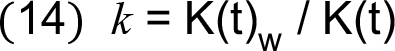 (14) k = K(t)w / K(t)